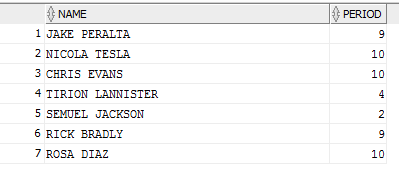 NAME PERIOD
1 JAKE PERALTA 9
2 NICOLA TESLA 10
3 CHRIS EVANS 10
4 TIRION LANNISTER 4
5 SEMUEL JACKSON 2
6 RICK BRADLY 9
7 ROSA DIAZ 10